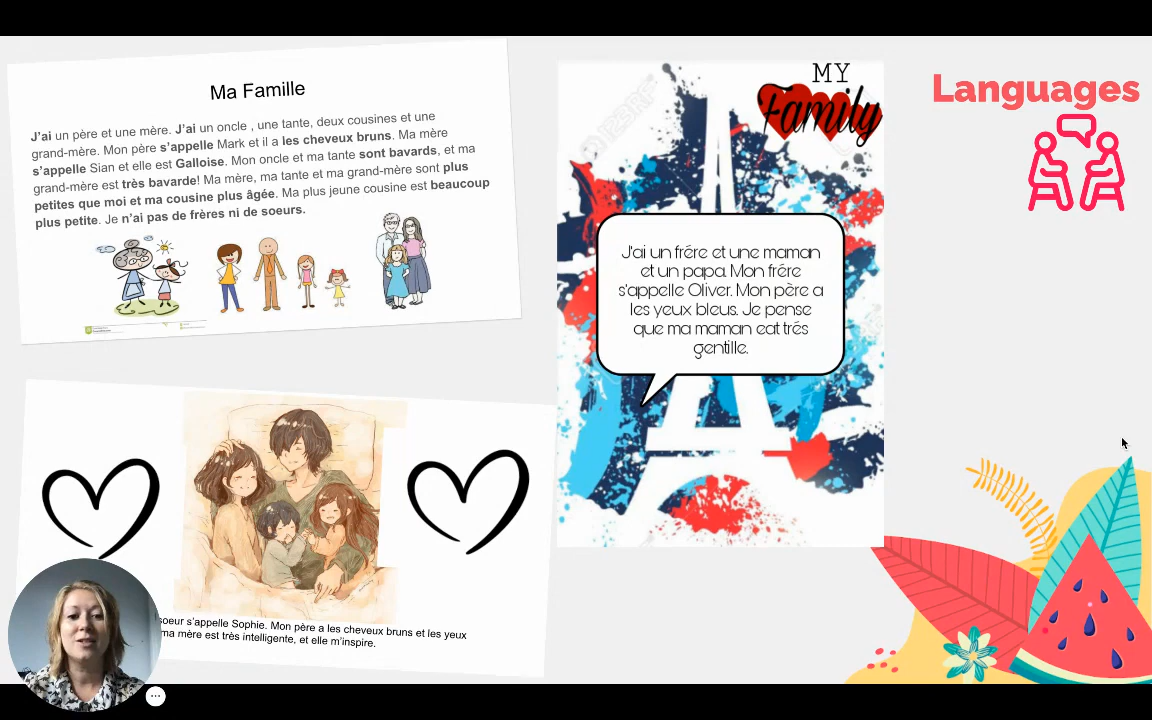 Ma Famille
J'ai un père et une mère. J'ai un oncle , une tante, deux cousines et une
grand-mère. Mon père s'appelle Mark et il a les cheveux bruns. Ma mère
s'appelle Sian et elle est Galloise. Mon oncle et ma tante sont bavards, et ma
grand-mère est très bavarde! Ma mère, ma tante et ma grand-mère sont plus
petites que moi et ma cousine plus âgée. Ma plus jeune cousine est beaucoup
plus petite. Je n'ai pas de frères ni de soeurs.
MY
Family
J'ai un frére et une maman
et un papa. Mon frére
s'appelle Oliver. Mon père a
les yeux bleus. Je pense
que ma maman eat trés
gentille.
Languages
soeur s'appelle Sophie. Mon père a les cheveux bruns et les yeux
ma mère est très intelligente, et elle m'inspire.